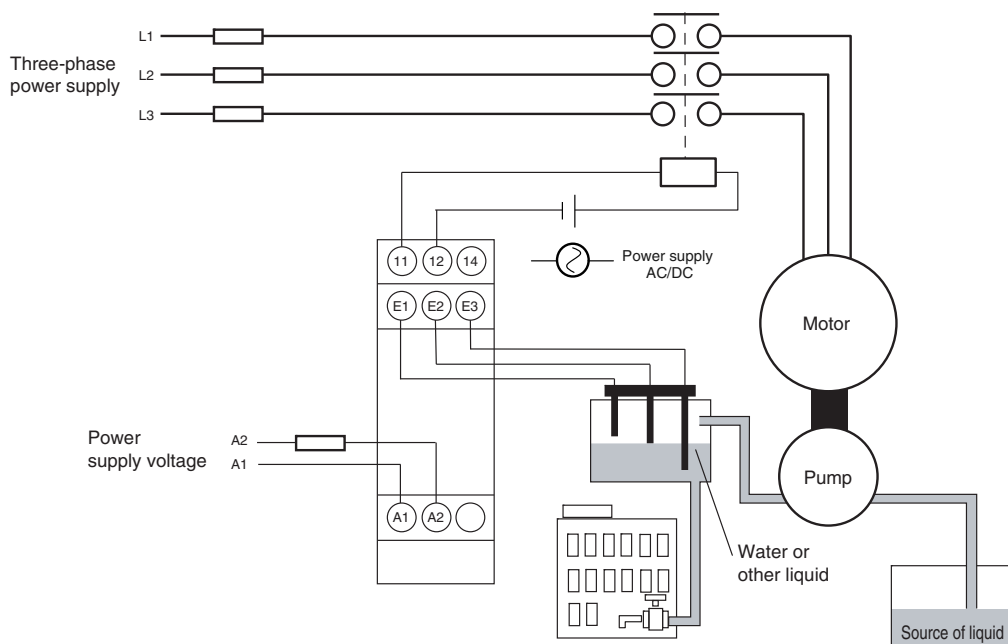 L1
Three-phase
power supply
L2
L3
11 12 14
Power supply
AC/DC
E1 E2 E3
Motor
Power
supply voltage
A2
A1
Pump
A1 A2
Water or
other liquid
Source of liquid